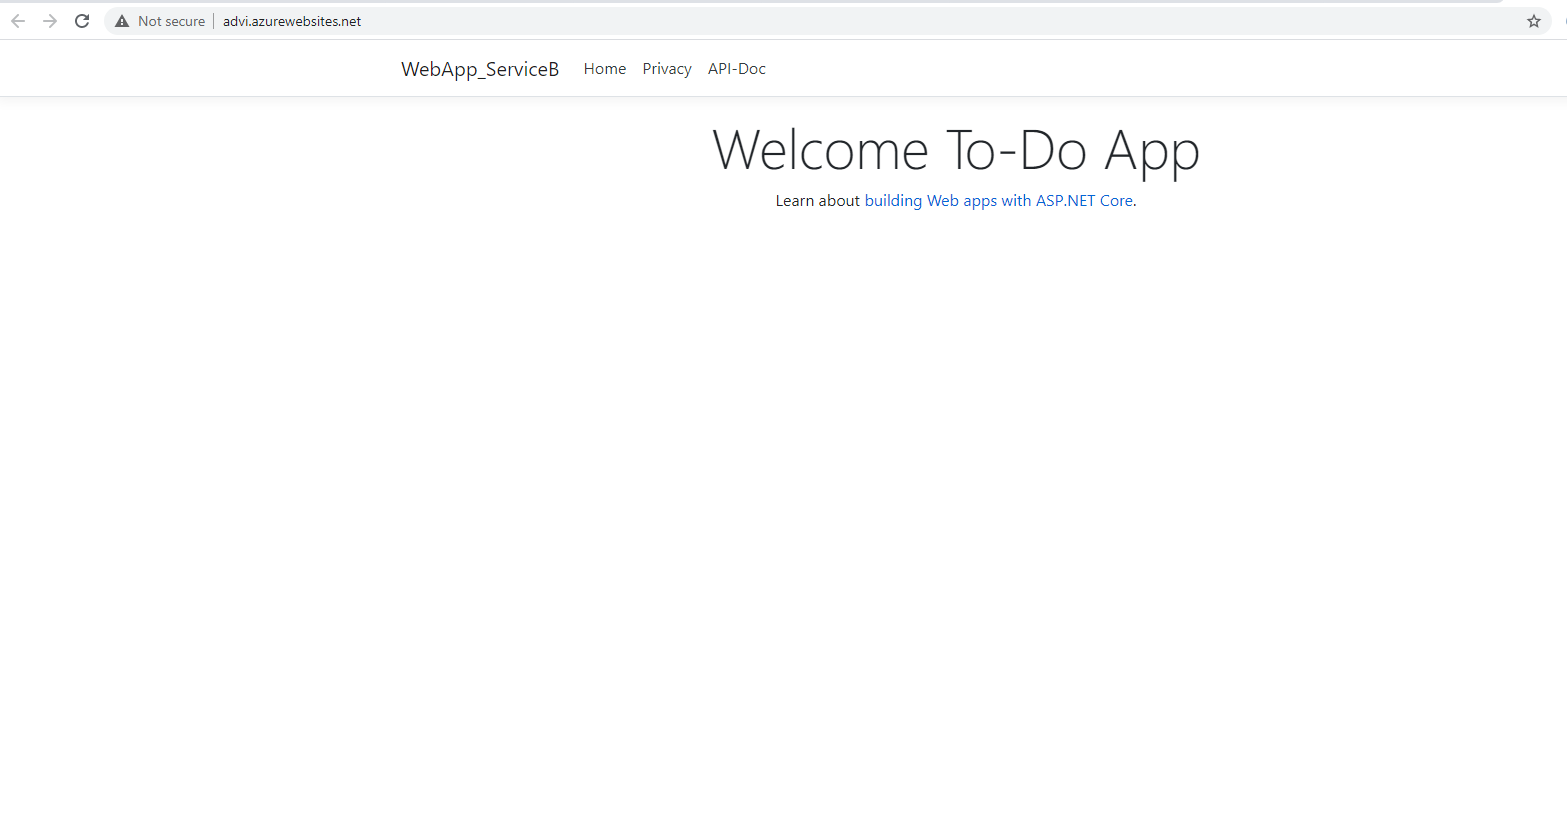 Not secure advi.azurewebsites.net
WebApp_ServiceB Home Privacy API-Doc
Welcome To-Do App
Learn about building Web apps with ASP.NET Core.